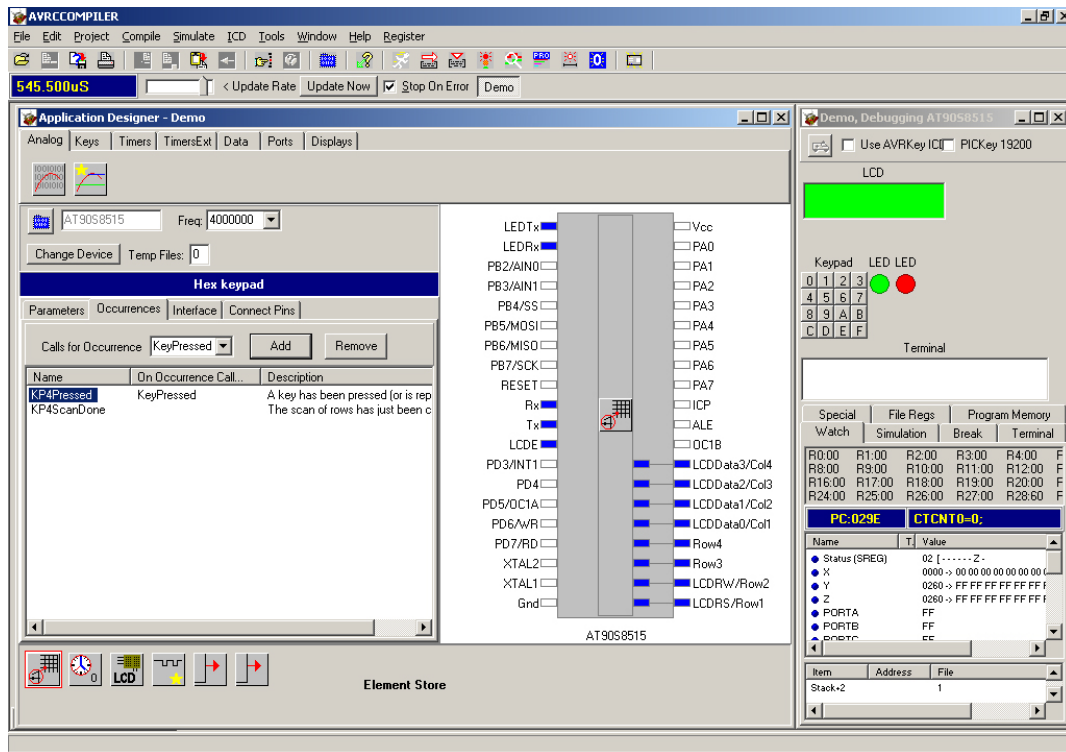 AVRCCOMPILER
File Edit Project Compile Simulate ICD Tools Window Help Register
PRO
545.500uS < Update Rate Update Now Stop On Error Demo
Application Designer - Demo
Analog Keys Timers TimersExt Data Ports Displays
AT90S8515 Freq: 4000000
Change Device Temp Files: 0
Hex keypad
Parameters Occurrences Interface Connect Pins
Calls for Occurrence KeyPressed Add Remove
Name On Occurrence Call... Description
KP4Pressed KeyPressed A key has been pressed (or is rep
KP4ScanDone The scan of rows has just been c
LEDTx Vcc
LEDRx PA0
PB2/AIN0 PA1
PB3/AIN1 PA2
PB4/SS PA3
PB5/MOSI PA4
PB6/MISO PA5
PB7/SCK PA6
RESET PA7
Rx ICP
Tx ALE
LCDE OC1B
PD3/INT1 LCDData3/Col4
PD4 LCDData2/Col3
PD5/OC1A LCDData1/Col2
PD6/WR LCDData0/Col1
PD7/RD Row4
XTAL2 Row3
XTAL1 LCDRW/Row2
Gnd LCDRS/Row1
AT90S8515
0 LCD
Element Store
Demo, Debugging AT90S8515
Use AVRKey ICD PICKey 19200
LCD
Keypad LED LED
0 1 2 3
4 5 6 7
8 9 A B
C D E F
Terminal
Special File Regs Program Memory
Watch Simulation Break Terminal
R0:00 R1:00 R2:00 R3:00 R4:00 F
R8:00 R9:00 R10:00 R11:00 R12:00 F
R16:00 R17:00 R18:00 R19:00 R20:00 F
R24:00 R25:00 R26:00 R27:00 R28:60 F
PC:029E CTCNT0=0;
Name T. Value
Status (SREG) 02 [------Z-
X 0000 -> 00 00 00 00 00 00 00
Y 0260 -> FF FF FF FF FF FF
Z 0260 -> FF FF FF FF FF FF
PORTA FF
PORTB FF
PORTC FF
Item Address File
Stack+2 1